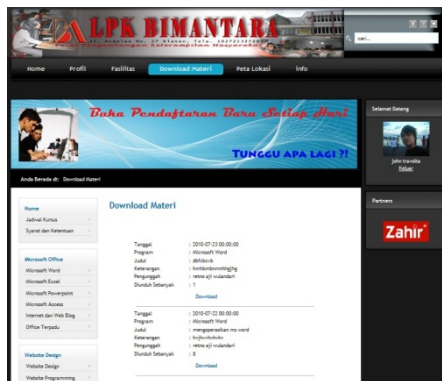 LPK BIMANTARA
Pusat Pengembangan Keterampilan Masyarakat
cari...
Home
Profil
Fasilitas
Download Materi
Peta Lokasi
Info
Buka Pendaftaran Baru Setiap Hari
TUNGGU APA LAGI ?!
Selamat Datang
john travolta
Keluar
Anda Berada di: Download Materi
Partners
Zahir
Home
Jadwal Kursus
Syarat dan Ketentuan
Microsoft Office
Microsoft Word
Microsoft Excel
Microsoft Powerpoint
Microsoft Access
Internet dan Web Blog
Office Terpadu
Website Design
Website Design
Website Programming
Download Materi
Tanggal : 2010-07-23 00:00:00
Program : Microsoft Word
Judul
Keterangan
Pengunggah : retno aji wulandari
Diunduh Sebanyak : 1
Download
Tanggal : 2010-07-22 00:00:00
Program : Microsoft Word
Judul : mengoperasikan ms word
Keterangan
Pengunggah : retno aji wulandari
Diunduh Sebanyak : 8
Download